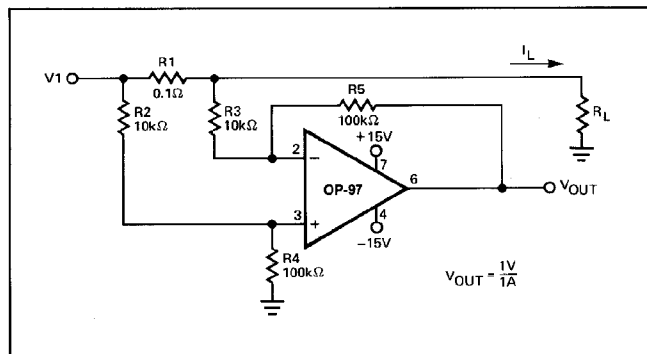 V1
R1
0.1Ω
I_L
R2
10kΩ
R3
10kΩ
R5
100kΩ
R_L
+15V
2
−
7
OP-97
6
V_OUT
3
+
4
−15V
R4
100kΩ
V_OUT = 1V/1A